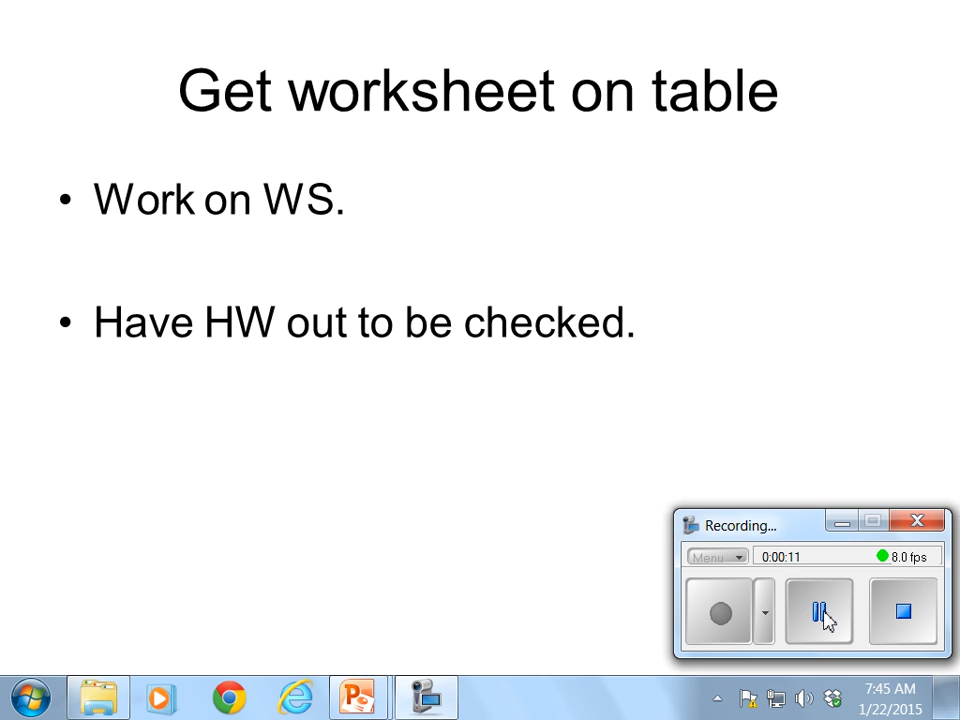 Get worksheet on table
• Work on WS.
• Have HW out to be checked.
Recording...
Menu 0:00:11 8.0 fps
7:45 AM
1/22/2015